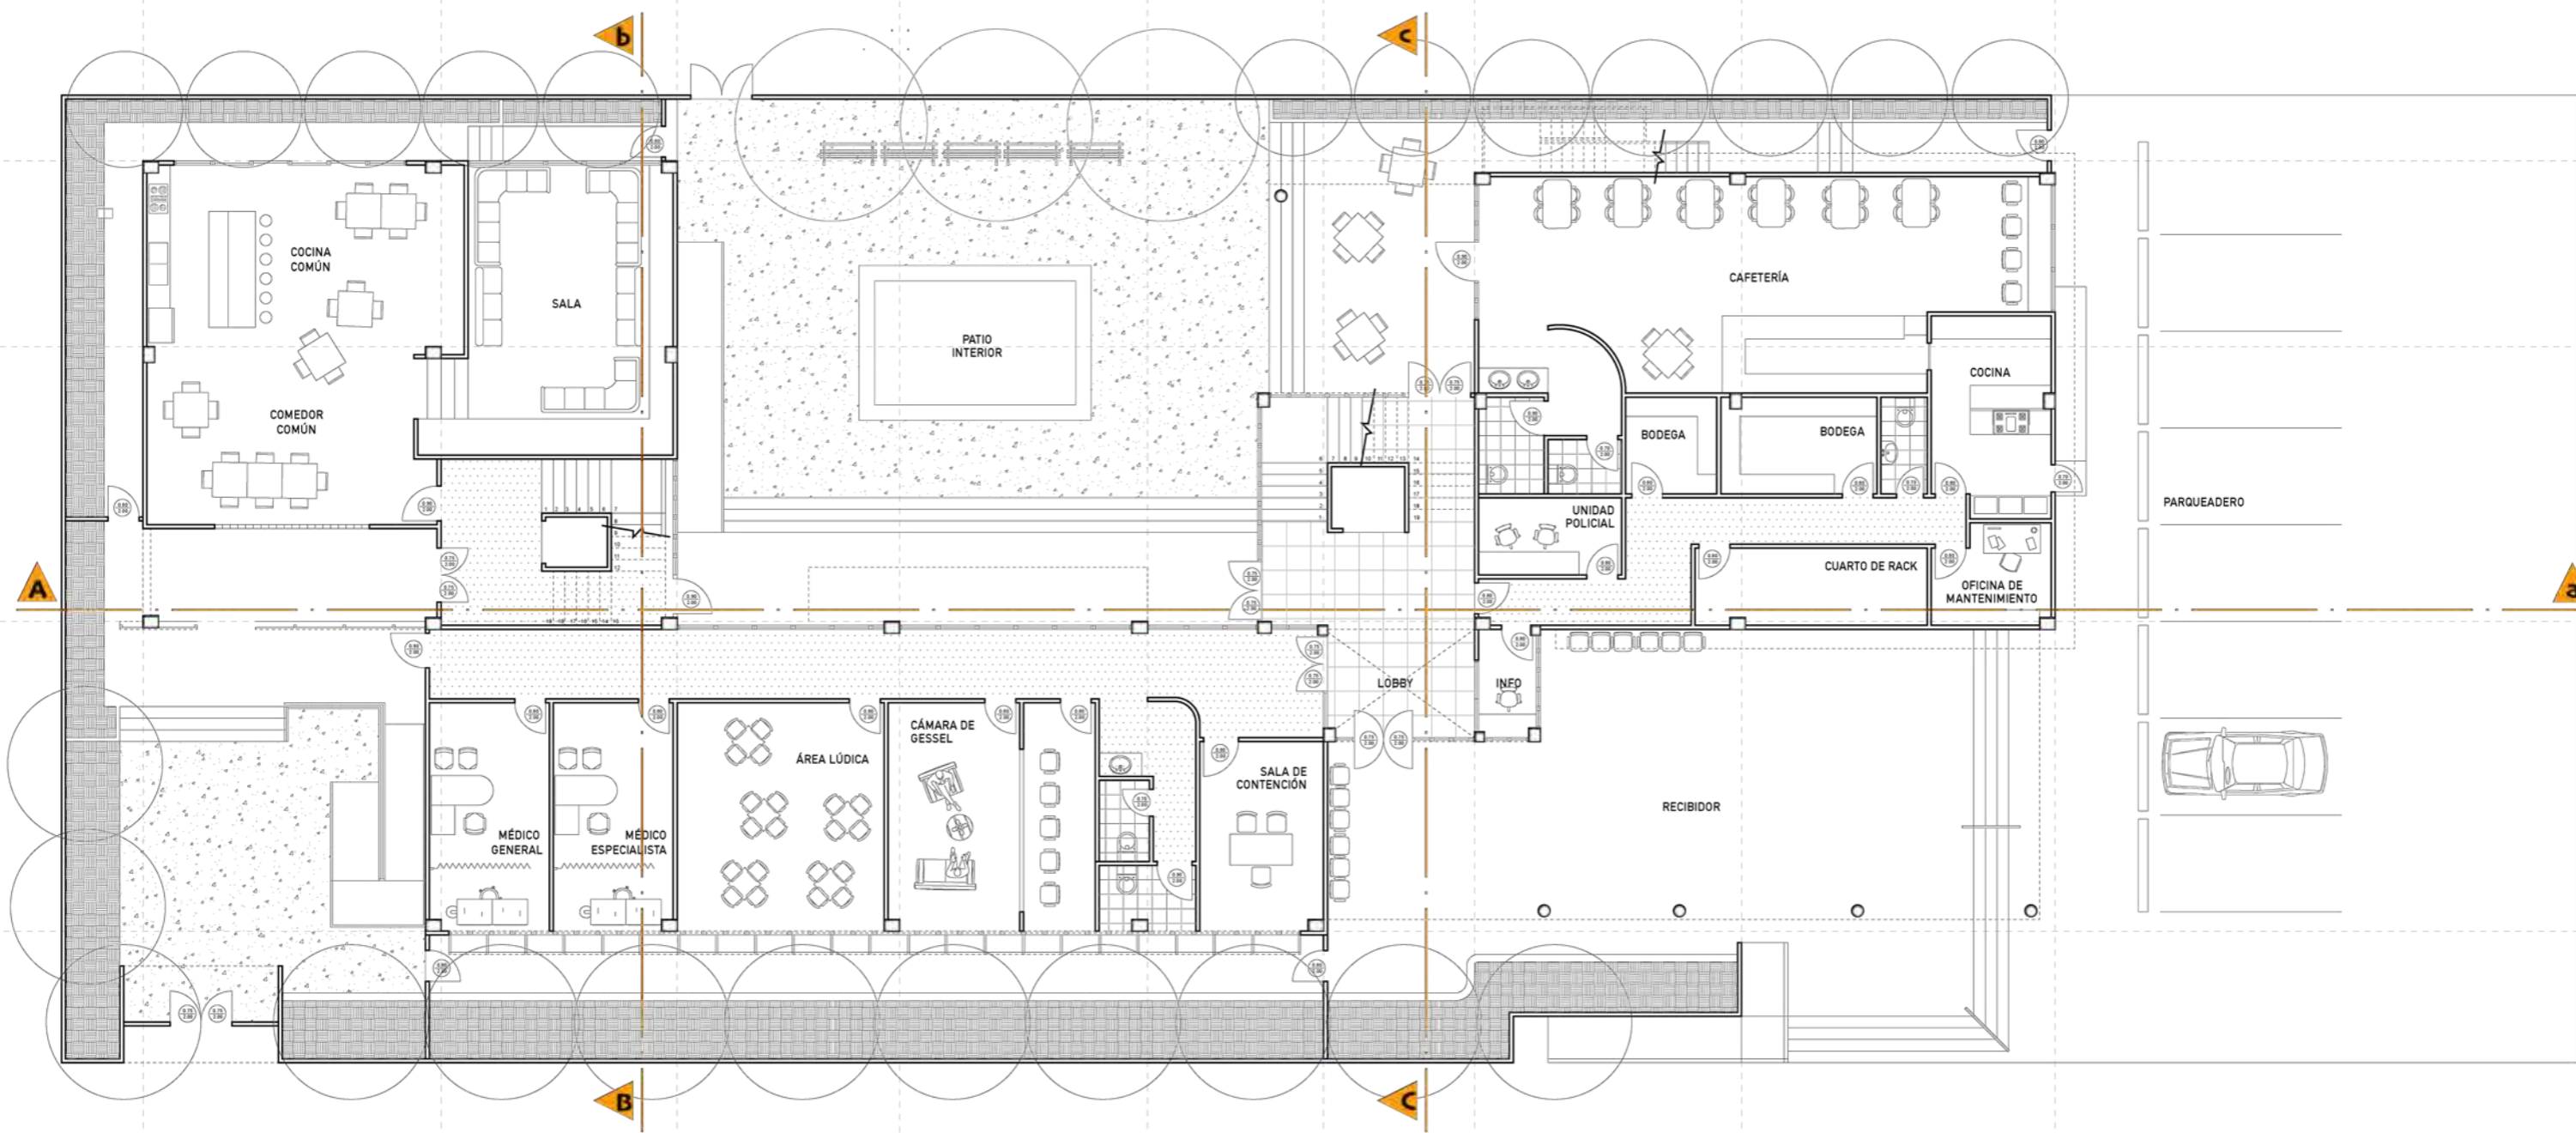 b
c
COCINA
COMÚN
SALA
COMEDOR
COMÚN
PATIO
INTERIOR
CAFETERÍA
COCINA
BODEGA
BODEGA
UNIDAD
POLICIAL
PARQUEADERO
CUARTO DE RACK
OFICINA DE
MANTENIMIENTO
A
a
LOBBY
INFO
CÁMARA DE
GESSEL
ÁREA LÚDICA
SALA DE
CONTENCIÓN
RECIBIDOR
MÉDICO
GENERAL
MÉDICO
ESPECIALISTA
B
C